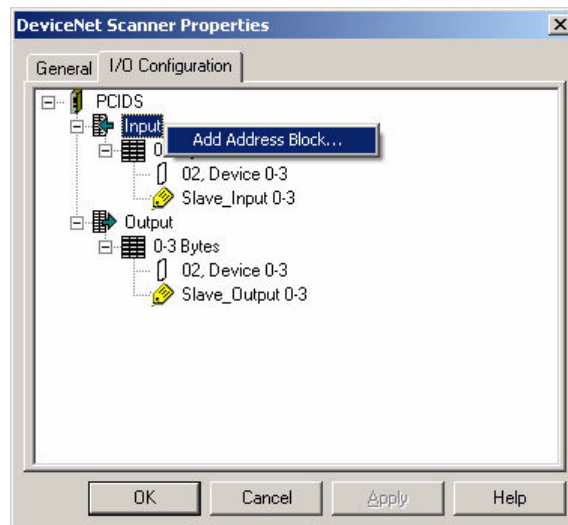 DeviceNet Scanner Properties
General I/O Configuration
PCIDS
Input
Add Address Block...
0
02, Device 0-3
Slave_Input 0-3
Output
0-3 Bytes
02, Device 0-3
Slave_Output 0-3
OK Cancel Apply Help